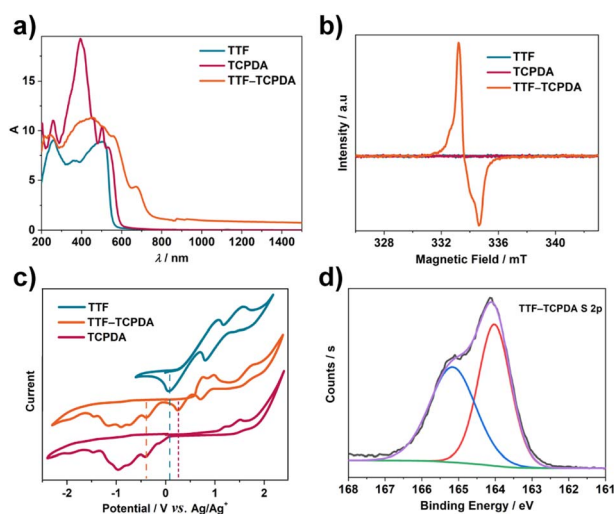 a)
TTF
TCPDA
TTF–TCPDA
A
15
10
5
0
200 400 600 800 1000 1200 1400
λ / nm
b)
TTF
TCPDA
TTF–TCPDA
Intensity / a.u
328 336 342
Magnetic Field / mT
c)
TTF
TTF–TCPDA
TCPDA
Current
-2 -1 0 1 2
Potential / V vs. Ag/Ag+
d)
TTF–TCPDA S 2p
Counts / s
168 167 166 165 164 163 162 161
Binding Energy / eV